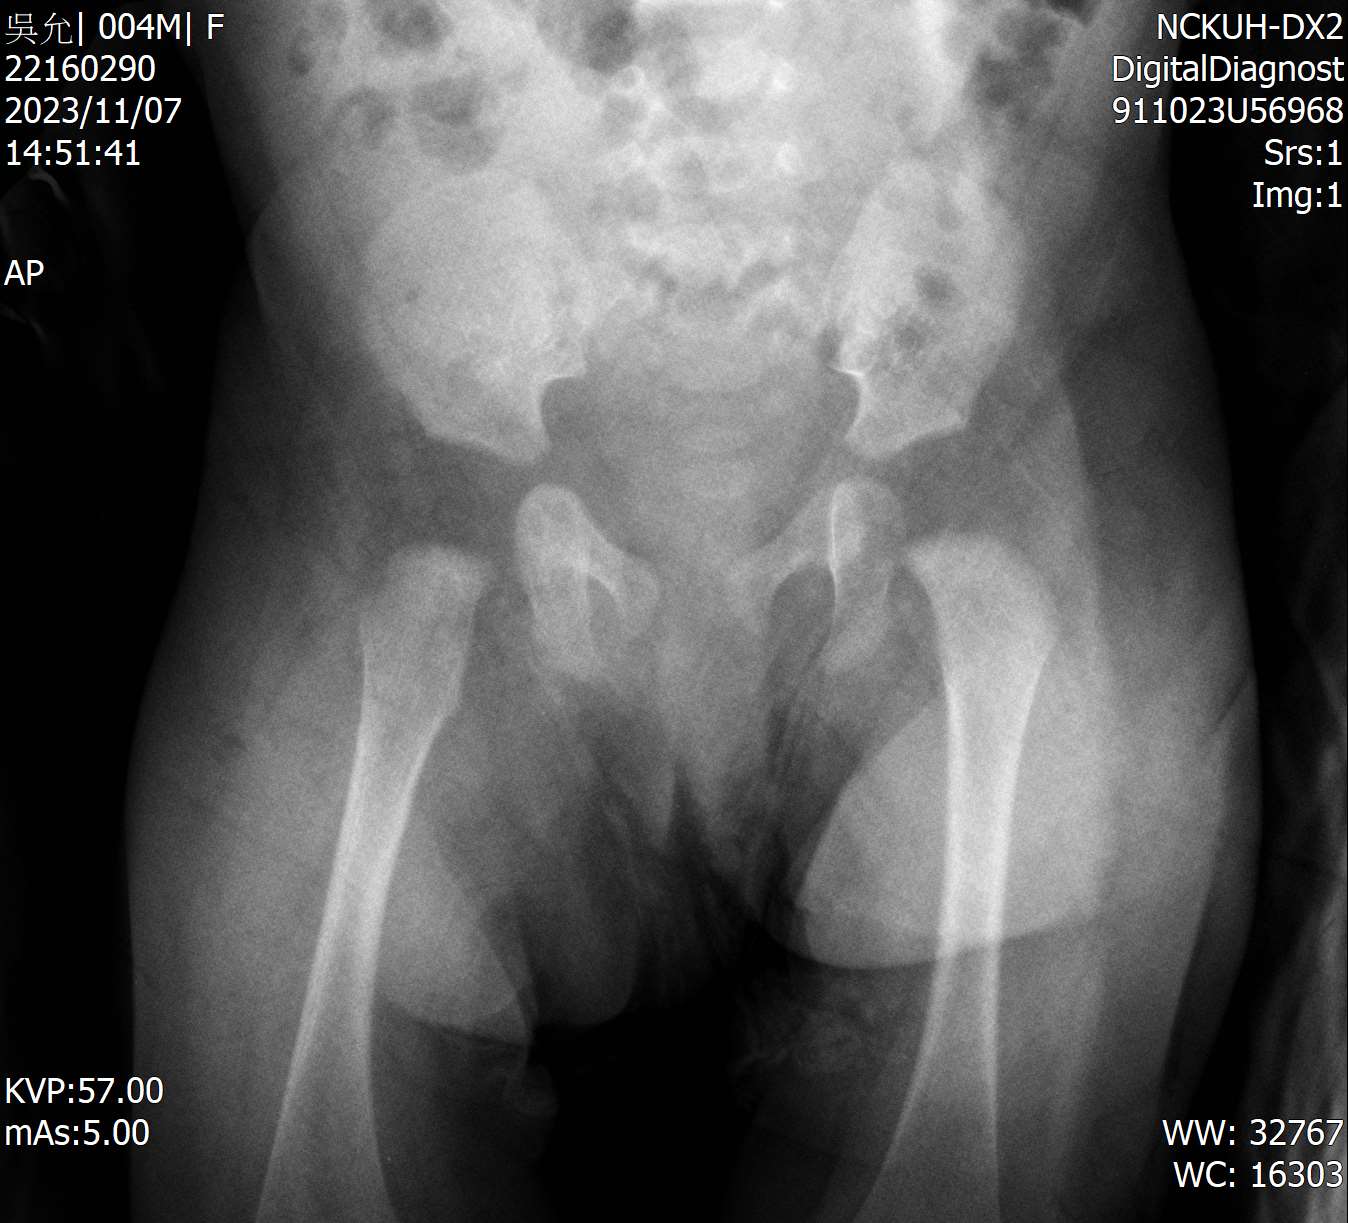 吳允| 004M| F
22160290
2023/11/07
14:51:41
AP
NCKUH-DX2
DigitalDiagnost
911023U56968
Srs:1
Img:1
KVP:57.00
mAs:5.00
WW: 32767
WC: 16303